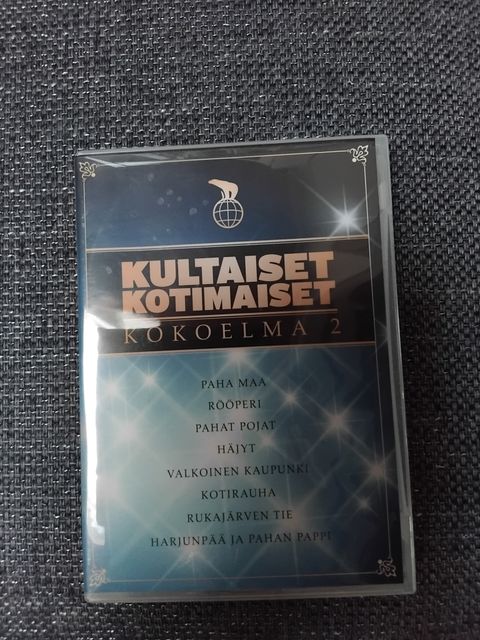 KULTAISET
KOTIMAISET
KOKOELMA 2
PAHA MAA
RÖÖPERI
PAHAT POJAT
HÄJYT
VALKOINEN KAUPUNKI
KOTIRAUHA
RUKAJÄRVEN TIE
HARJUNPÄÄ JA PAHAN PAPPI